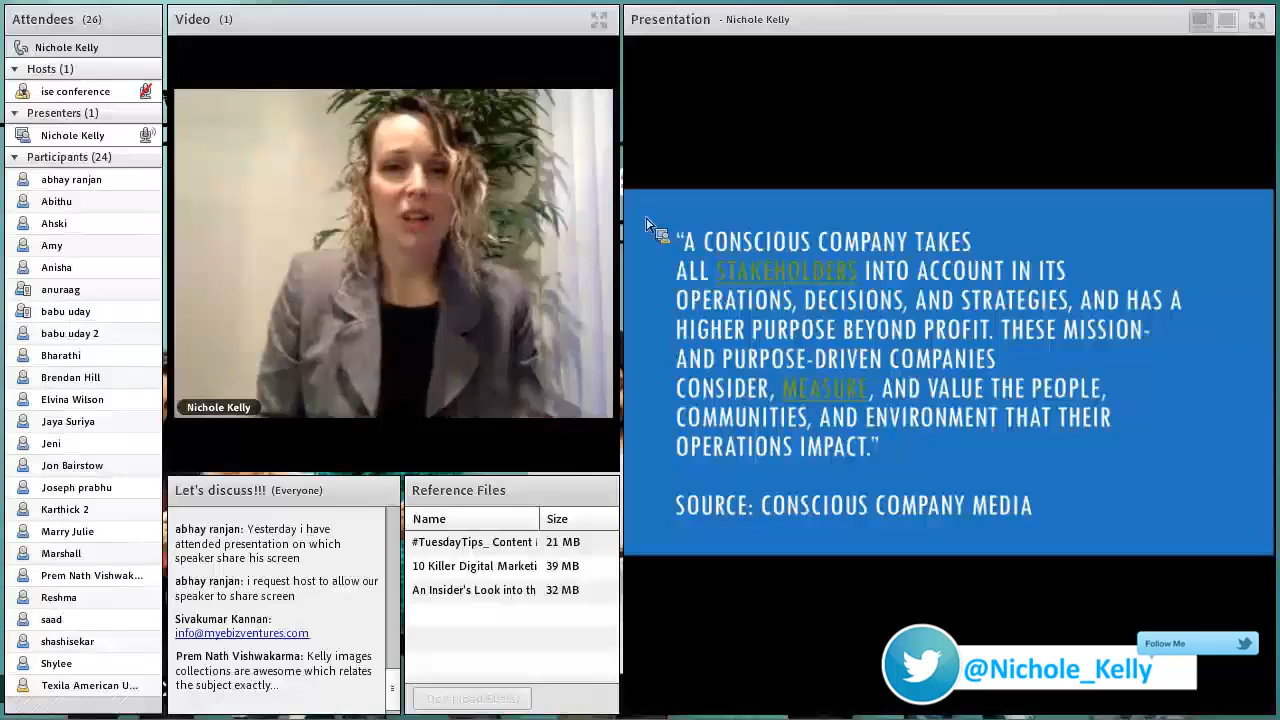 Attendees (26)
Nichole Kelly
Hosts (1)
ise conference
Presenters (1)
Nichole Kelly
Participants (24)
abhay ranjan
Abithu
Ahski
Amy
Anisha
anuraag
babu uday
babu uday 2
Bharathi
Brendan Hill
Elvina Wilson
Jaya Suriya
Jeni
Jon Bairstow
Joseph prabhu
Karthick 2
Marry Julie
Marshall
Prem Nath Vishwak...
Reshma
saad
shashisekar
Shylee
Texila American U...
Video (1)
Nichole Kelly
Let's discuss!!! (Everyone)
abhay ranjan: Yesterday i have
attended presentation on which
speaker share his screen
abhay ranjan: i request host to allow our
speaker to share screen
Sivakumar Kannan:
info@myebizventures.com
Prem Nath Vishwakarma: Kelly images
collections are awesome which relates
the subject exactly...
Reference Files
Name Size
#TuesdayTips_ Content 21 MB
10 Killer Digital Marketi 39 MB
An Insider's Look into th 32 MB
Presentation - Nichole Kelly
“A CONSCIOUS COMPANY TAKES
ALL STAKEHOLDERS INTO ACCOUNT IN ITS
OPERATIONS, DECISIONS, AND STRATEGIES, AND HAS A
HIGHER PURPOSE BEYOND PROFIT. THESE MISSION-
AND PURPOSE-DRIVEN COMPANIES
CONSIDER, MEASURE, AND VALUE THE PEOPLE,
COMMUNITIES, AND ENVIRONMENT THAT THEIR
OPERATIONS IMPACT.”
SOURCE: CONSCIOUS COMPANY MEDIA
Follow Me
@Nichole_Kelly